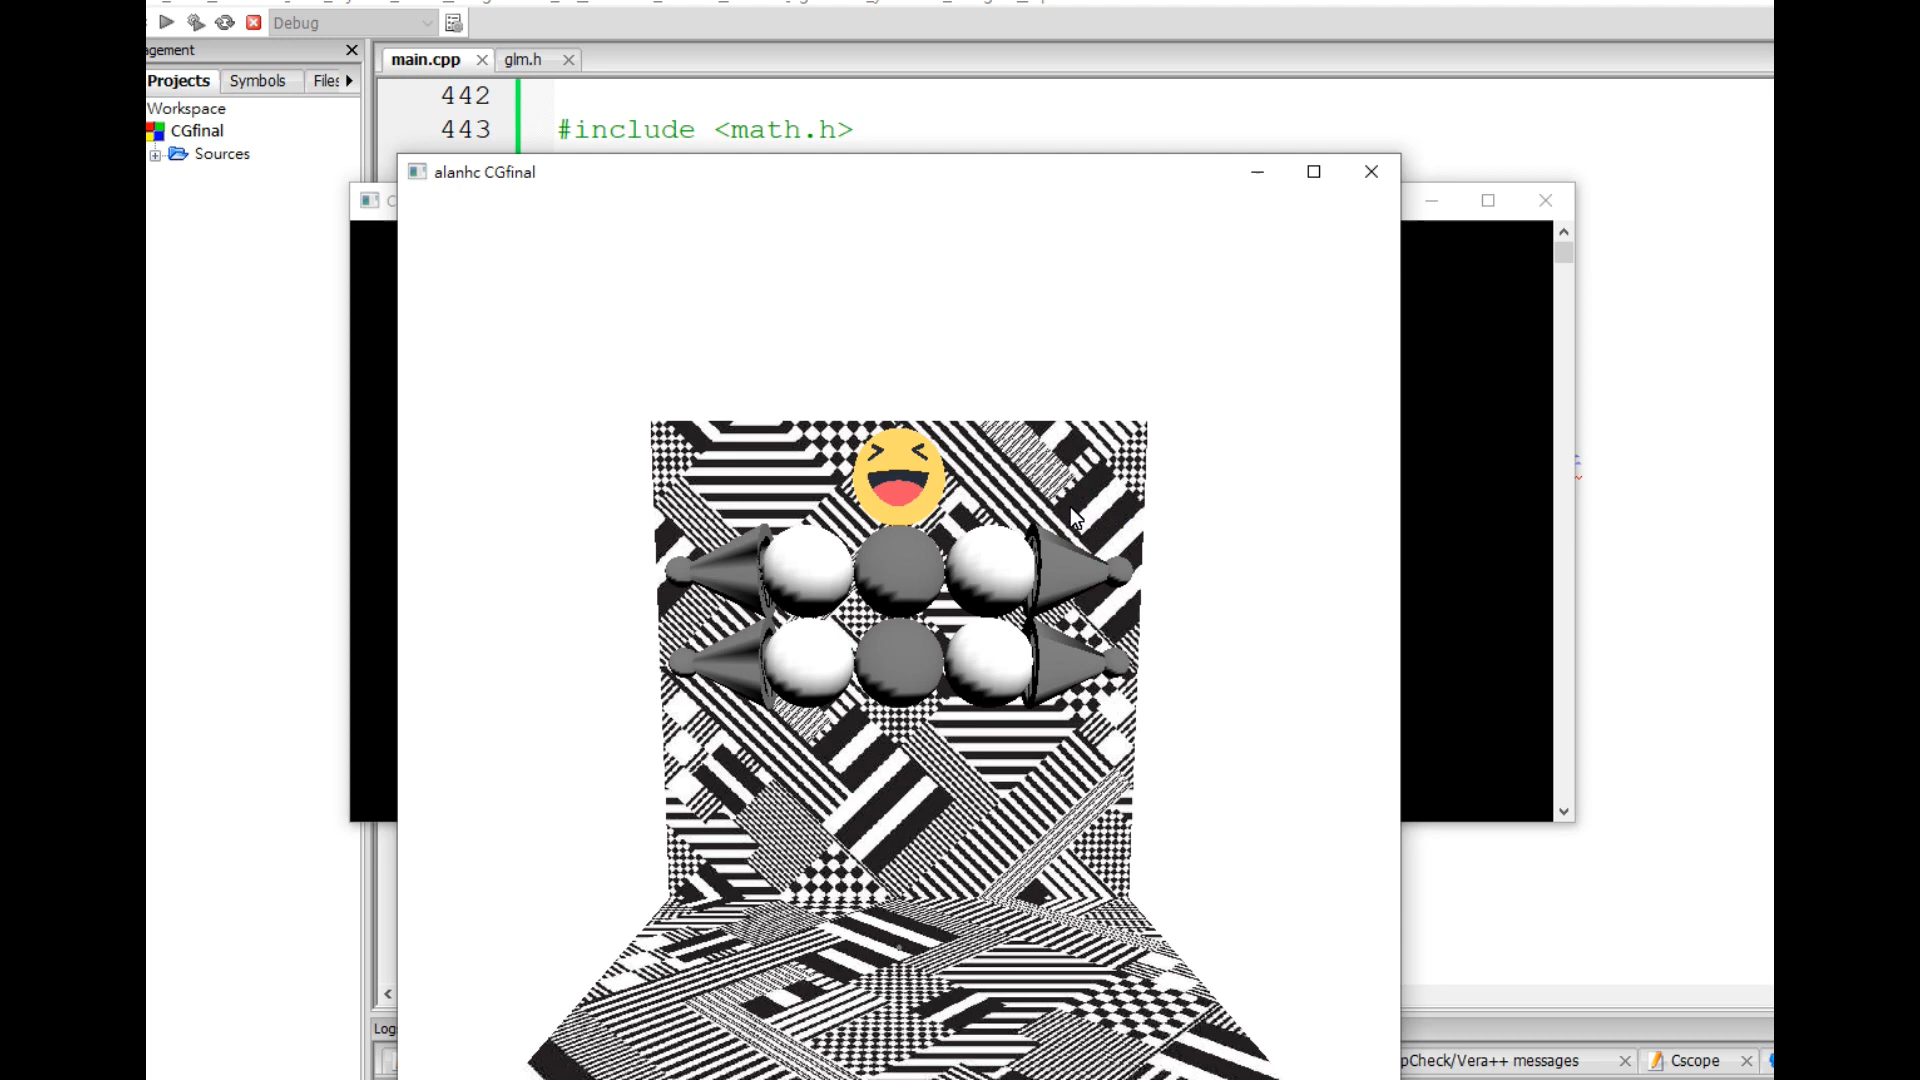 Debug
agement
main.cpp
glm.h
Projects
Symbols
Files
442
Workspace
CGfinal
443
#include <math.h>
Sources
alanhc CGfinal
C
Log
pCheck/Vera++ messages
Cscope